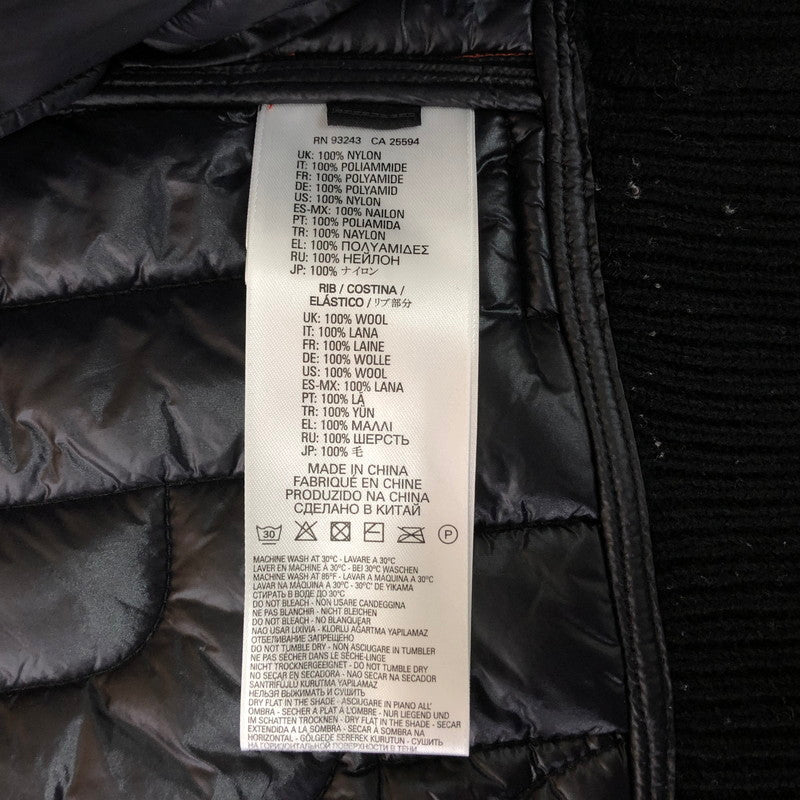 RN 93243 CA 25594
UK: 100% NYLON
IT: 100% POLIAMMIDE
FR: 100% POLYAMIDE
DE: 100% POLYAMID
US: 100% NYLON
ES-MX: 100% NAILON
PT: 100% POLIAMIDA
TR: 100% NAYLON
EL: 100% ΠΟΛΥΑΜΙΔΕΣ
RU: 100% НЕЙЛОН
JP: 100% ナイロン
RIB / COSTINA /
ELÁSTICO / リブ部分
UK: 100% WOOL
IT: 100% LANA
FR: 100% LAINE
DE: 100% WOLLE
US: 100% WOOL
ES-MX: 100% LANA
PT: 100% LÃ
TR: 100% YÜN
EL: 100% ΜΑΛΛΙ
RU: 100% ШЕРСТЬ
JP: 100% 毛
MADE IN CHINA
FABRIQUÉ EN CHINE
PRODUZIDO NA CHINA
СДЕЛАНО В КИТАЙ
30 P
MACHINE WASH AT 30°C - LAVARE A 30°C
LAVER EN MACHINE À 30°C - BEI 30°C WASCHEN
MACHINE WASH AT 85°F - LAVAR A MAQUINA A 30°C
LAVAR NA MÁQUINA A 30°C - 30°C' DE YIKAMA
СТИРАТЬ В ВОДЕ ДО 30°C
DO NOT BLEACH - NON USARE CANDEGGINA
NE PAS BLANCHIR - NICHT BLEICHEN
DO NOT BLEACH - NO BLANQUEAR
NAO USAR LIXIVIA - KLORLU AĞARTMA YAPILAMAZ
ОТБЕЛИВАНИЕ ЗАПРЕЩЕНО
DO NOT TUMBLE DRY - NON ASCIUGARE IN TUMBLER
NE PAS SÉCHER DANS LE SÈCHE-LINGE
NICHT TROCKNERGEEIGNET - DO NOT TUMBLE DRY
NO SECAR EN SECADORA - NÃO SECAR NA SECADOR
SANTRIFÜJLÜ KURUTMA YAPILAMAZ
НЕЛЬЗЯ ВЫЖИМАТЬ И СУШИТЬ
DRY FLAT IN THE SHADE - ASCIUGARE IN PIANO ALL'
OMBRA - SÉCHER À PLAT À L'OMBRE - NUR LIEGEND UND
IM SCHATTEN TROCKNEN - DRY FLAT IN THE SHADE - SECAR
EXTENDIDA A LA SOMBRA - SECAR NA
HORIZONTAL - GÖLGEDE SEREREK KURUTUN - СУШИТЬ
НА ГОРИЗОНТАЛЬНОЙ ПОВЕРХНОСТИ В ТЕНИ